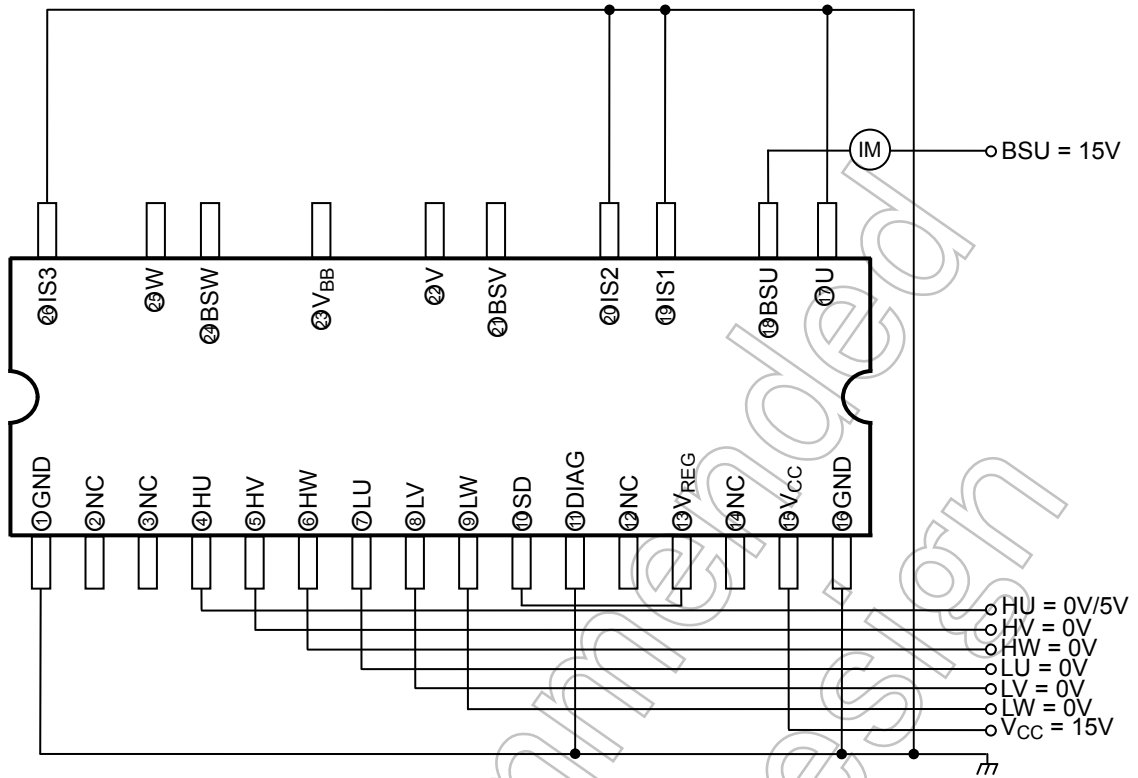 IM
BSU = 15V
㉖IS3
㉕W
㉔BSW
㉓VBB
㉒V
㉑BSV
⑳IS2
⑲IS1
⑱BSU
⑰U
①GND
②NC
③NC
④HU
⑤HV
⑥HW
⑦LU
⑧LV
⑨LW
⑩SD
⑪DIAG
⑫NC
⑬VREG
⑭NC
⑮VCC
⑯GND
HU = 0V/5V
HV = 0V
HW = 0V
LU = 0V
LV = 0V
LW = 0V
VCC = 15V